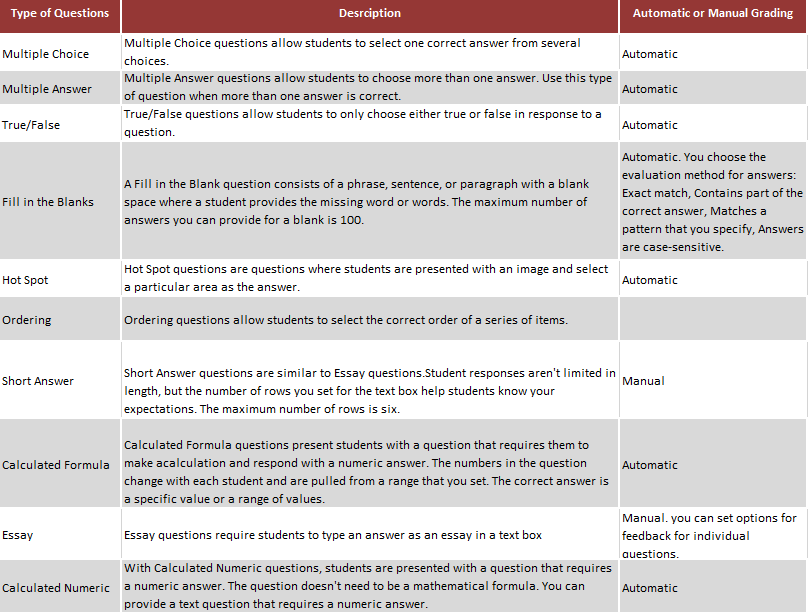 Type of Questions
Desrciption
Automatic or Manual Grading
Multiple Choice
Multiple Choice questions allow students to select one correct answer from several
choices.
Automatic
Multiple Answer
Multiple Answer questions allow students to choose more than one answer. Use this type
of question when more than one answer is correct.
Automatic
True/False
True/False questions allow students to only choose either true or false in response to a
question.
Automatic
Fill in the Blanks
A Fill in the Blank question consists of a phrase, sentence, or paragraph with a blank
space where a student provides the missing word or words. The maximum number of
answers you can provide for a blank is 100.
Automatic. You choose the
evaluation method for answers:
Exact match, Contains part of the
correct answer, Matches a
pattern that you specify, Answers
are case-sensitive.
Hot Spot
Hot Spot questions are questions where students are presented with an image and select
a particular area as the answer.
Automatic
Ordering
Ordering questions allow students to select the correct order of a series of items.
Short Answer
Short Answer questions are similar to Essay questions.Student responses aren't limited in
length, but the number of rows you set for the text box help students know your
expectations. The maximum number of rows is six.
Manual
Calculated Formula
Calculated Formula questions present students with a question that requires them to
make acalculation and respond with a numeric answer. The numbers in the question
change with each student and are pulled from a range that you set. The correct answer is
a specific value or a range of values.
Automatic
Essay
Essay questions require students to type an answer as an essay in a text box
Manual. you can set options for
feedback for individual
questions.
Calculated Numeric
With Calculated Numeric questions, students are presented with a question that requires
a numeric answer. The question doesn't need to be a mathematical formula. You can
provide a text question that requires a numeric answer.
Automatic